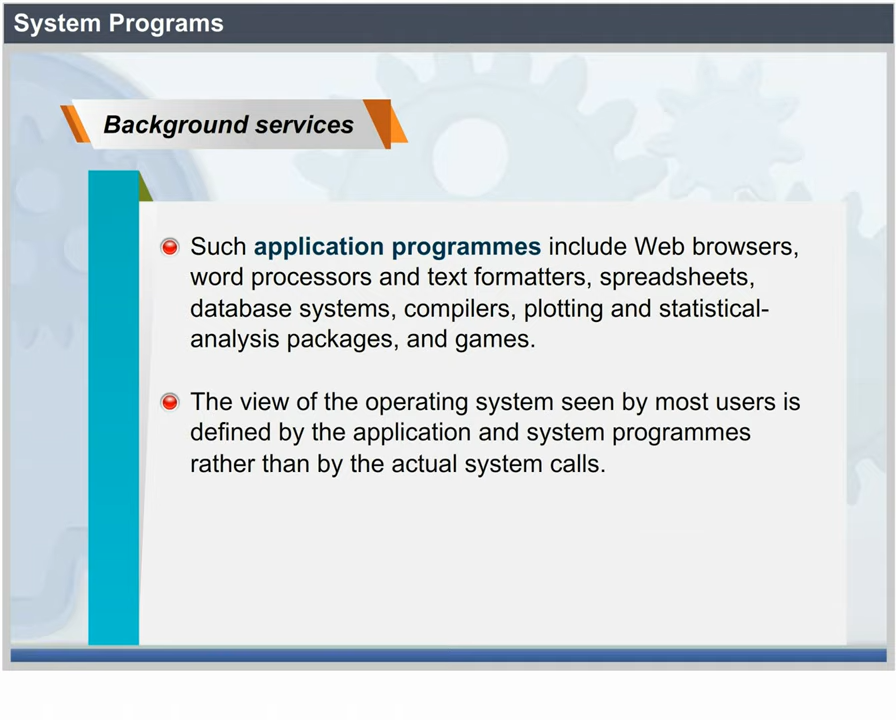 System Programs
Background services
Such application programmes include Web browsers,
word processors and text formatters, spreadsheets,
database systems, compilers, plotting and statistical-
analysis packages, and games.
The view of the operating system seen by most users is
defined by the application and system programmes
rather than by the actual system calls.